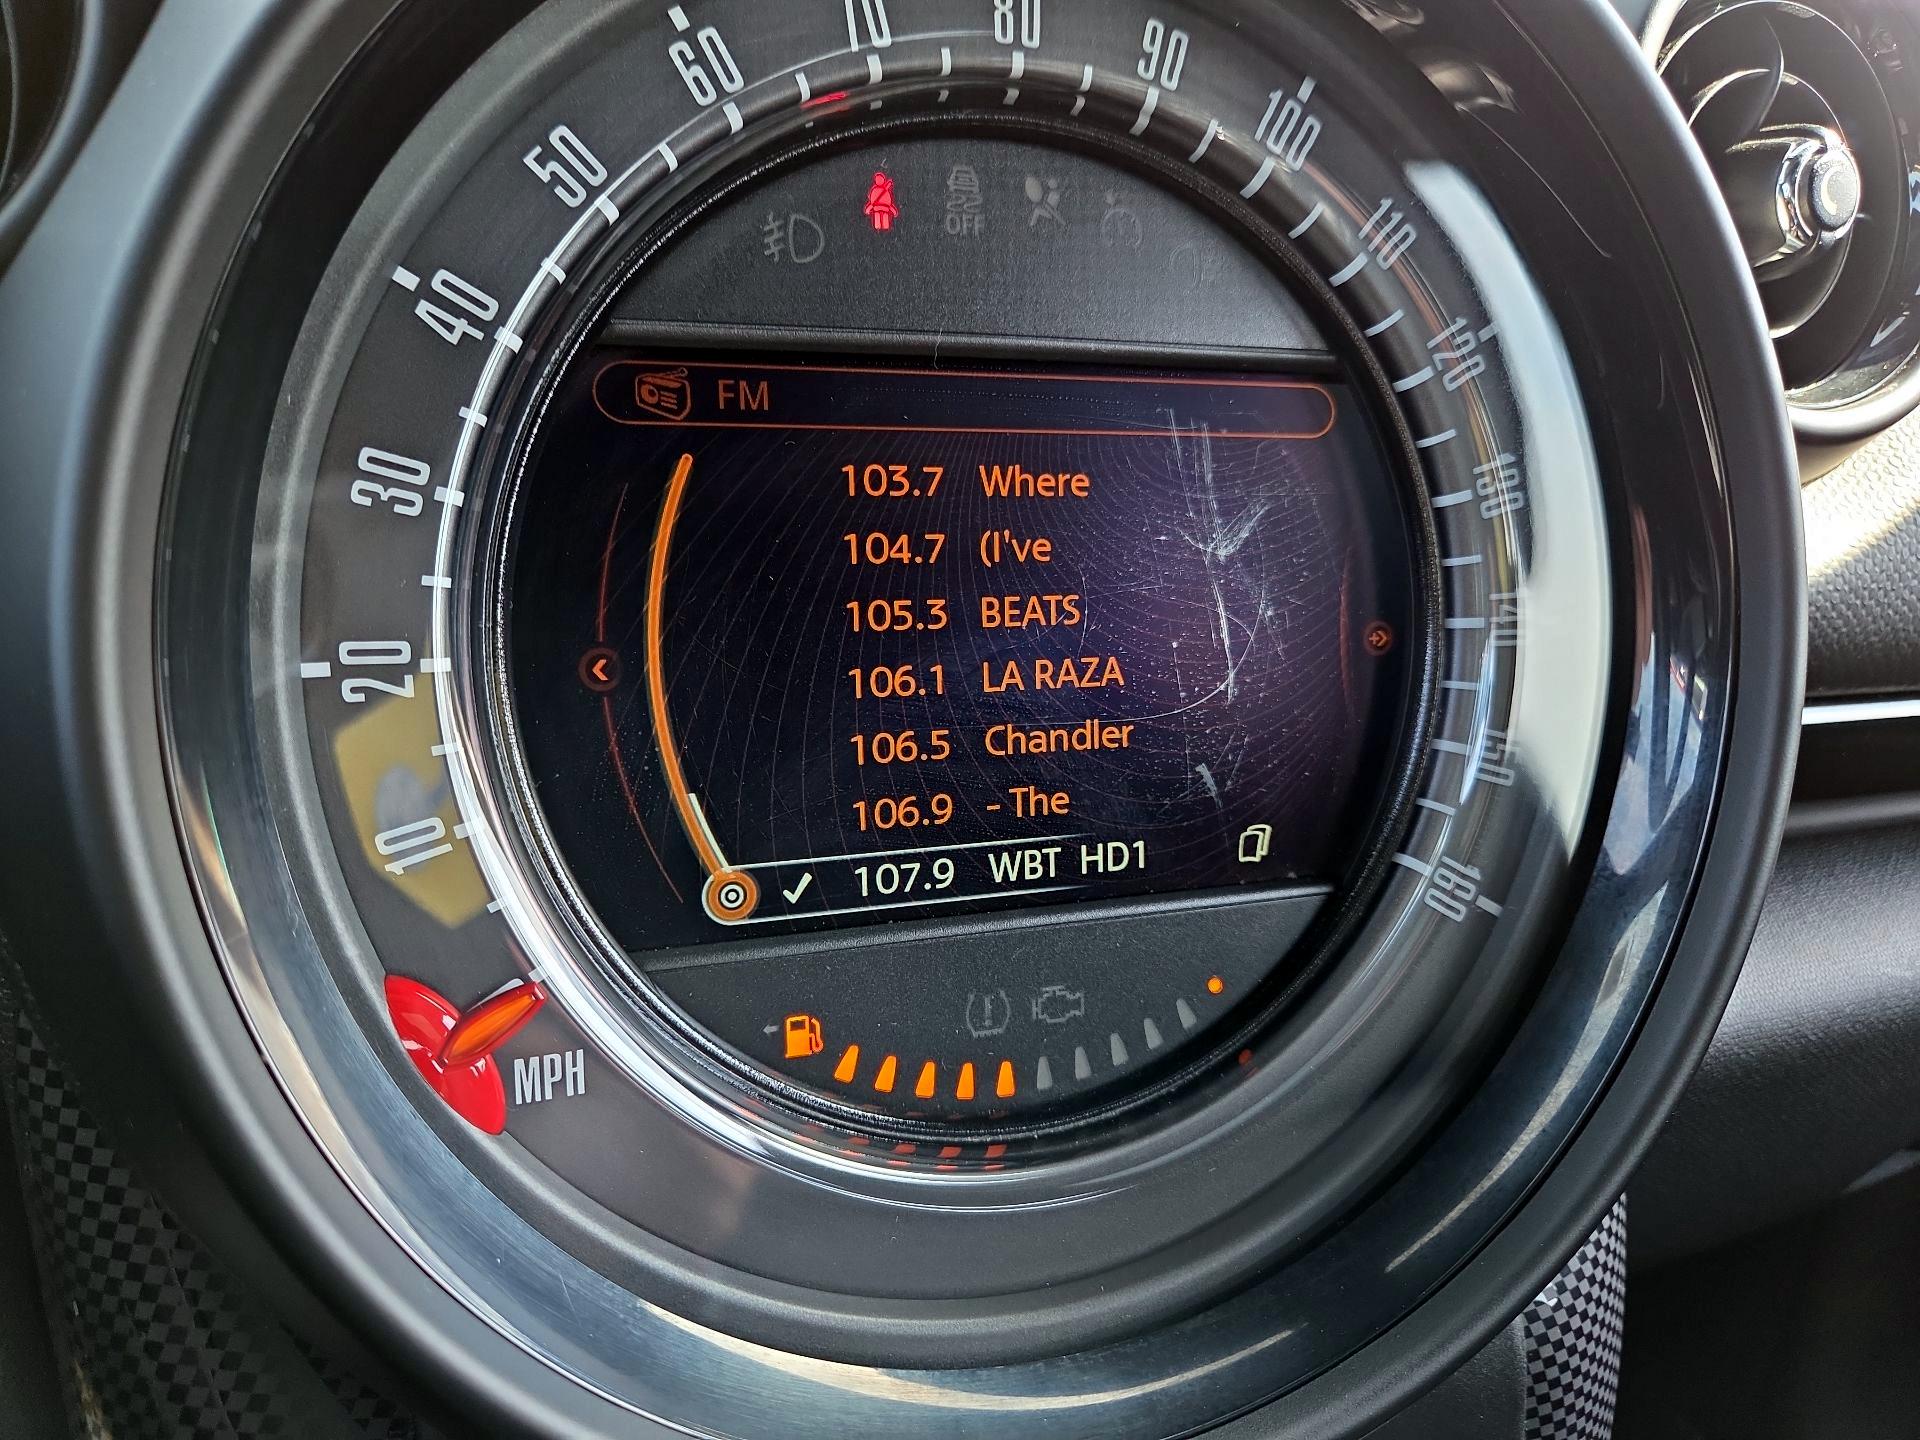 10
20
30
40
50
60
70
80
90
100
110
120
130
140
150
160
MPH
OFF
FM
103.7 Where
104.7 (I've
105.3 BEATS
106.1 LA RAZA
106.5 Chandler
106.9 - The
107.9 WBT HD1